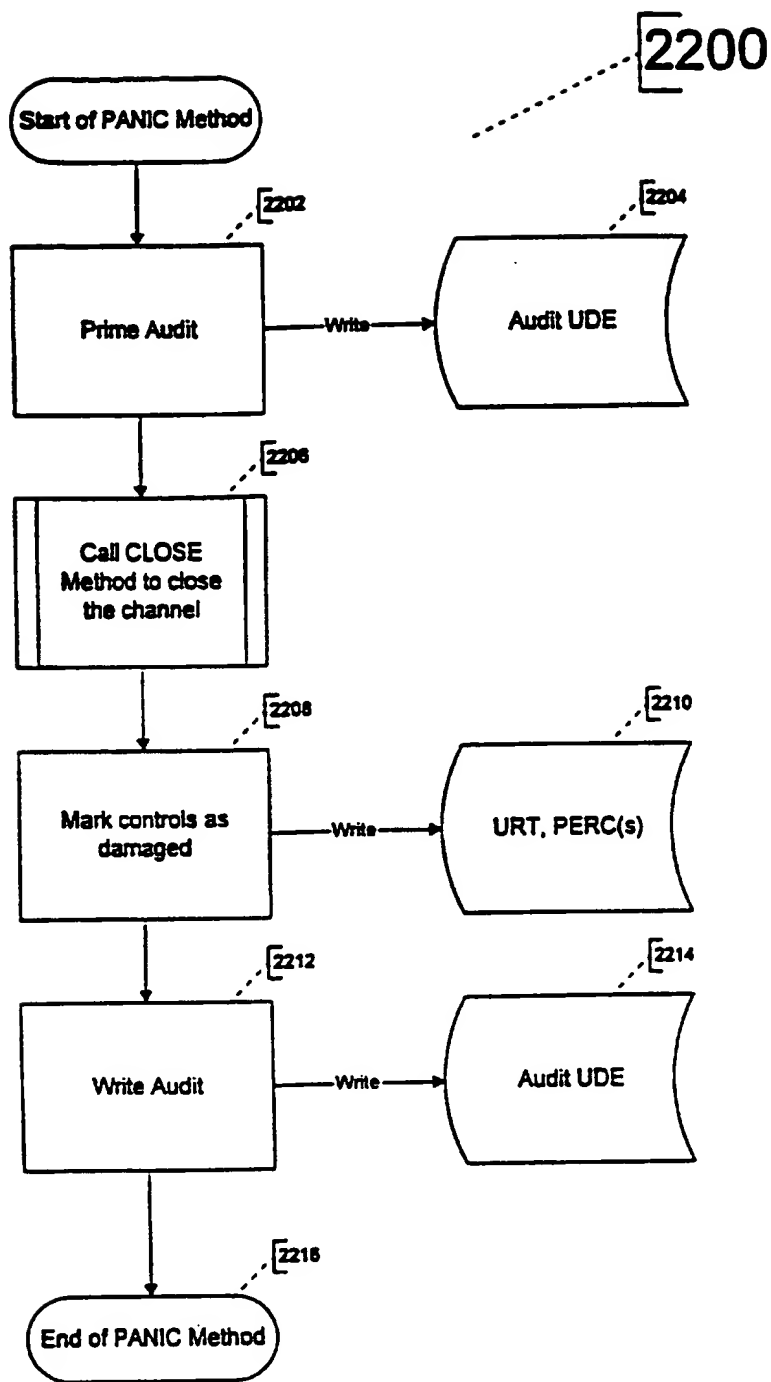 2200
Start of PANIC Method
2202
2204
Prime Audit
Write
Audit UDE
2206
Call CLOSE
Method to close
the channel
2208
2210
Mark controls as
damaged
Write
URT, PERC(s)
2212
2214
Write Audit
Write
Audit UDE
2216
End of PANIC Method